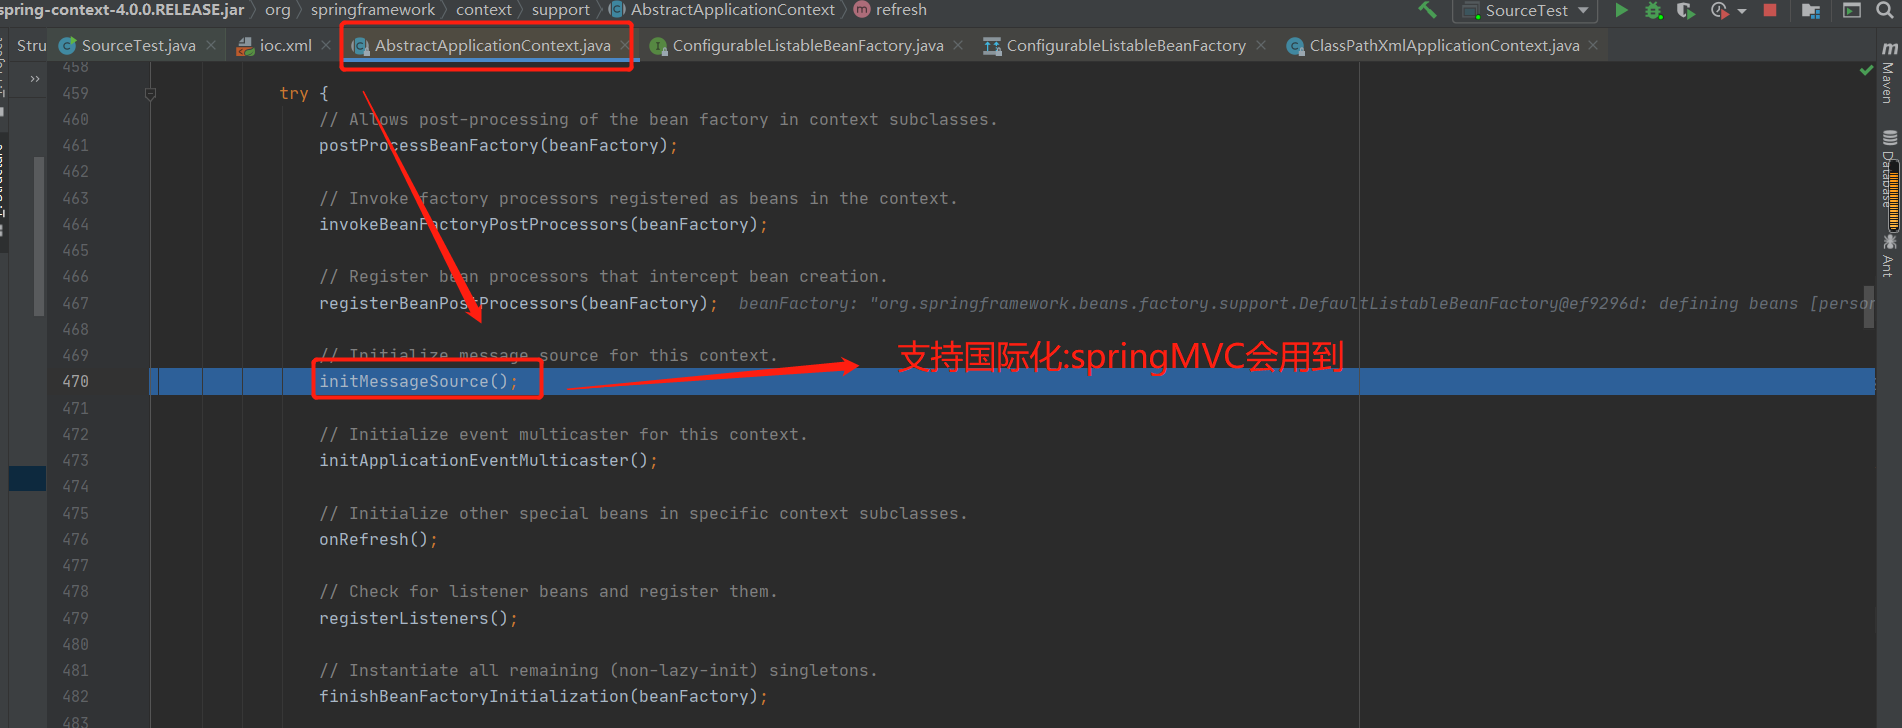 spring-context-4.0.0.RELEASE.jar org springframework context support AbstractApplicationContext refresh SourceTest
Stru SourceTest.java ioc.xml AbstractApplicationContext.java ConfigurableListableBeanFactory.java ConfigurableListableBeanFactory ClassPathXmlApplicationContext.java
Maven
Database
Ant
458
459 try {
460 // Allows post-processing of the bean factory in context subclasses.
461 postProcessBeanFactory(beanFactory);
462
463 // Invoke factory processors registered as beans in the context.
464 invokeBeanFactoryPostProcessors(beanFactory);
465
466 // Register bean processors that intercept bean creation.
467 registerBeanPostProcessors(beanFactory); beanFactory: "org.springframework.beans.factory.support.DefaultListableBeanFactory@ef9296d: defining beans [person
468
469 // Initialize message source for this context.
支持国际化:springMVC会用到
470 initMessageSource();
471
472 // Initialize event multicaster for this context.
473 initApplicationEventMulticaster();
474
475 // Initialize other special beans in specific context subclasses.
476 onRefresh();
477
478 // Check for listener beans and register them.
479 registerListeners();
480
481 // Instantiate all remaining (non-lazy-init) singletons.
482 finishBeanFactoryInitialization(beanFactory);
483